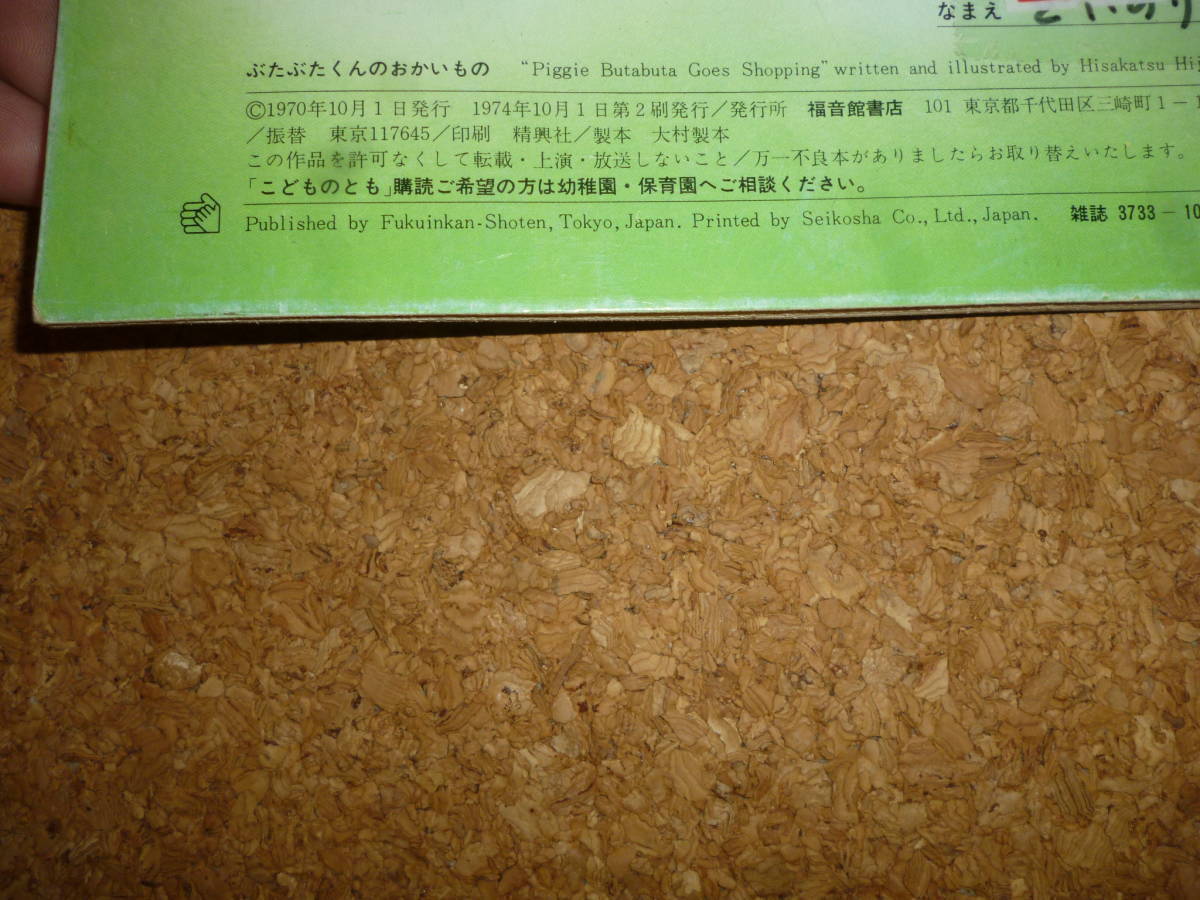 なまえ
ぶたぶたくんのおかいもの “Piggie Butabuta Goes Shopping” written and illustrated by Hisakatsu Hij
©1970年10月1日発行 1974年10月1日第2刷発行／発行所 福音館書店 101 東京都千代田区三崎町1－1
／振替 東京117645／印刷 精興社／製本 大村製本
この作品を許可なくして転載・上演・放送しないこと／万一不良本がありましたらお取り替えいたします。
「こどものとも」購読ご希望の方は幼稚園・保育園へご相談ください。
Published by Fukuinkan-Shoten, Tokyo, Japan. Printed by Seikosha Co., Ltd., Japan. 雑誌 3733－10